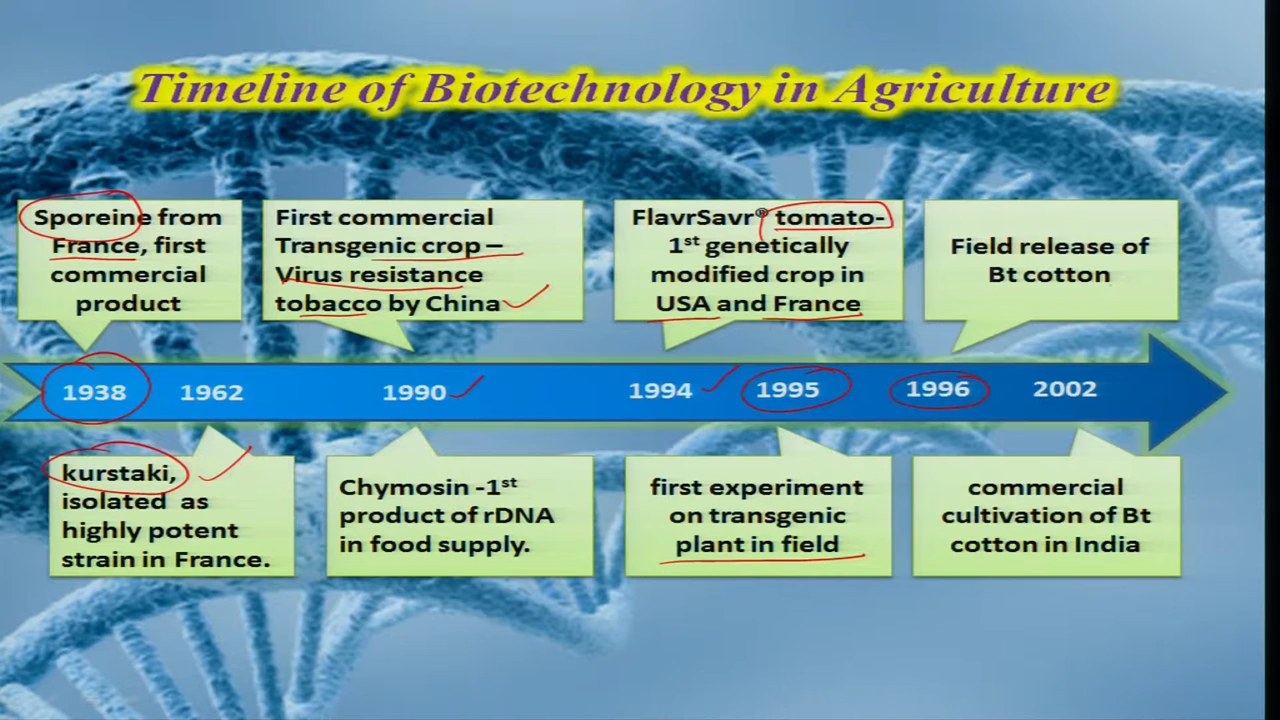 Timeline of Biotechnology in Agriculture
Sporeine from
France, first
commercial
product
First commercial
Transgenic crop –
Virus resistance
tobacco by China
FlavrSavr® tomato-
1st genetically
modified crop in
USA and France
Field release of
Bt cotton
1938 1962 1990 1994 1995 1996 2002
kurstaki,
isolated as
highly potent
strain in France.
Chymosin -1st
product of rDNA
in food supply.
first experiment
on transgenic
plant in field
commercial
cultivation of Bt
cotton in India